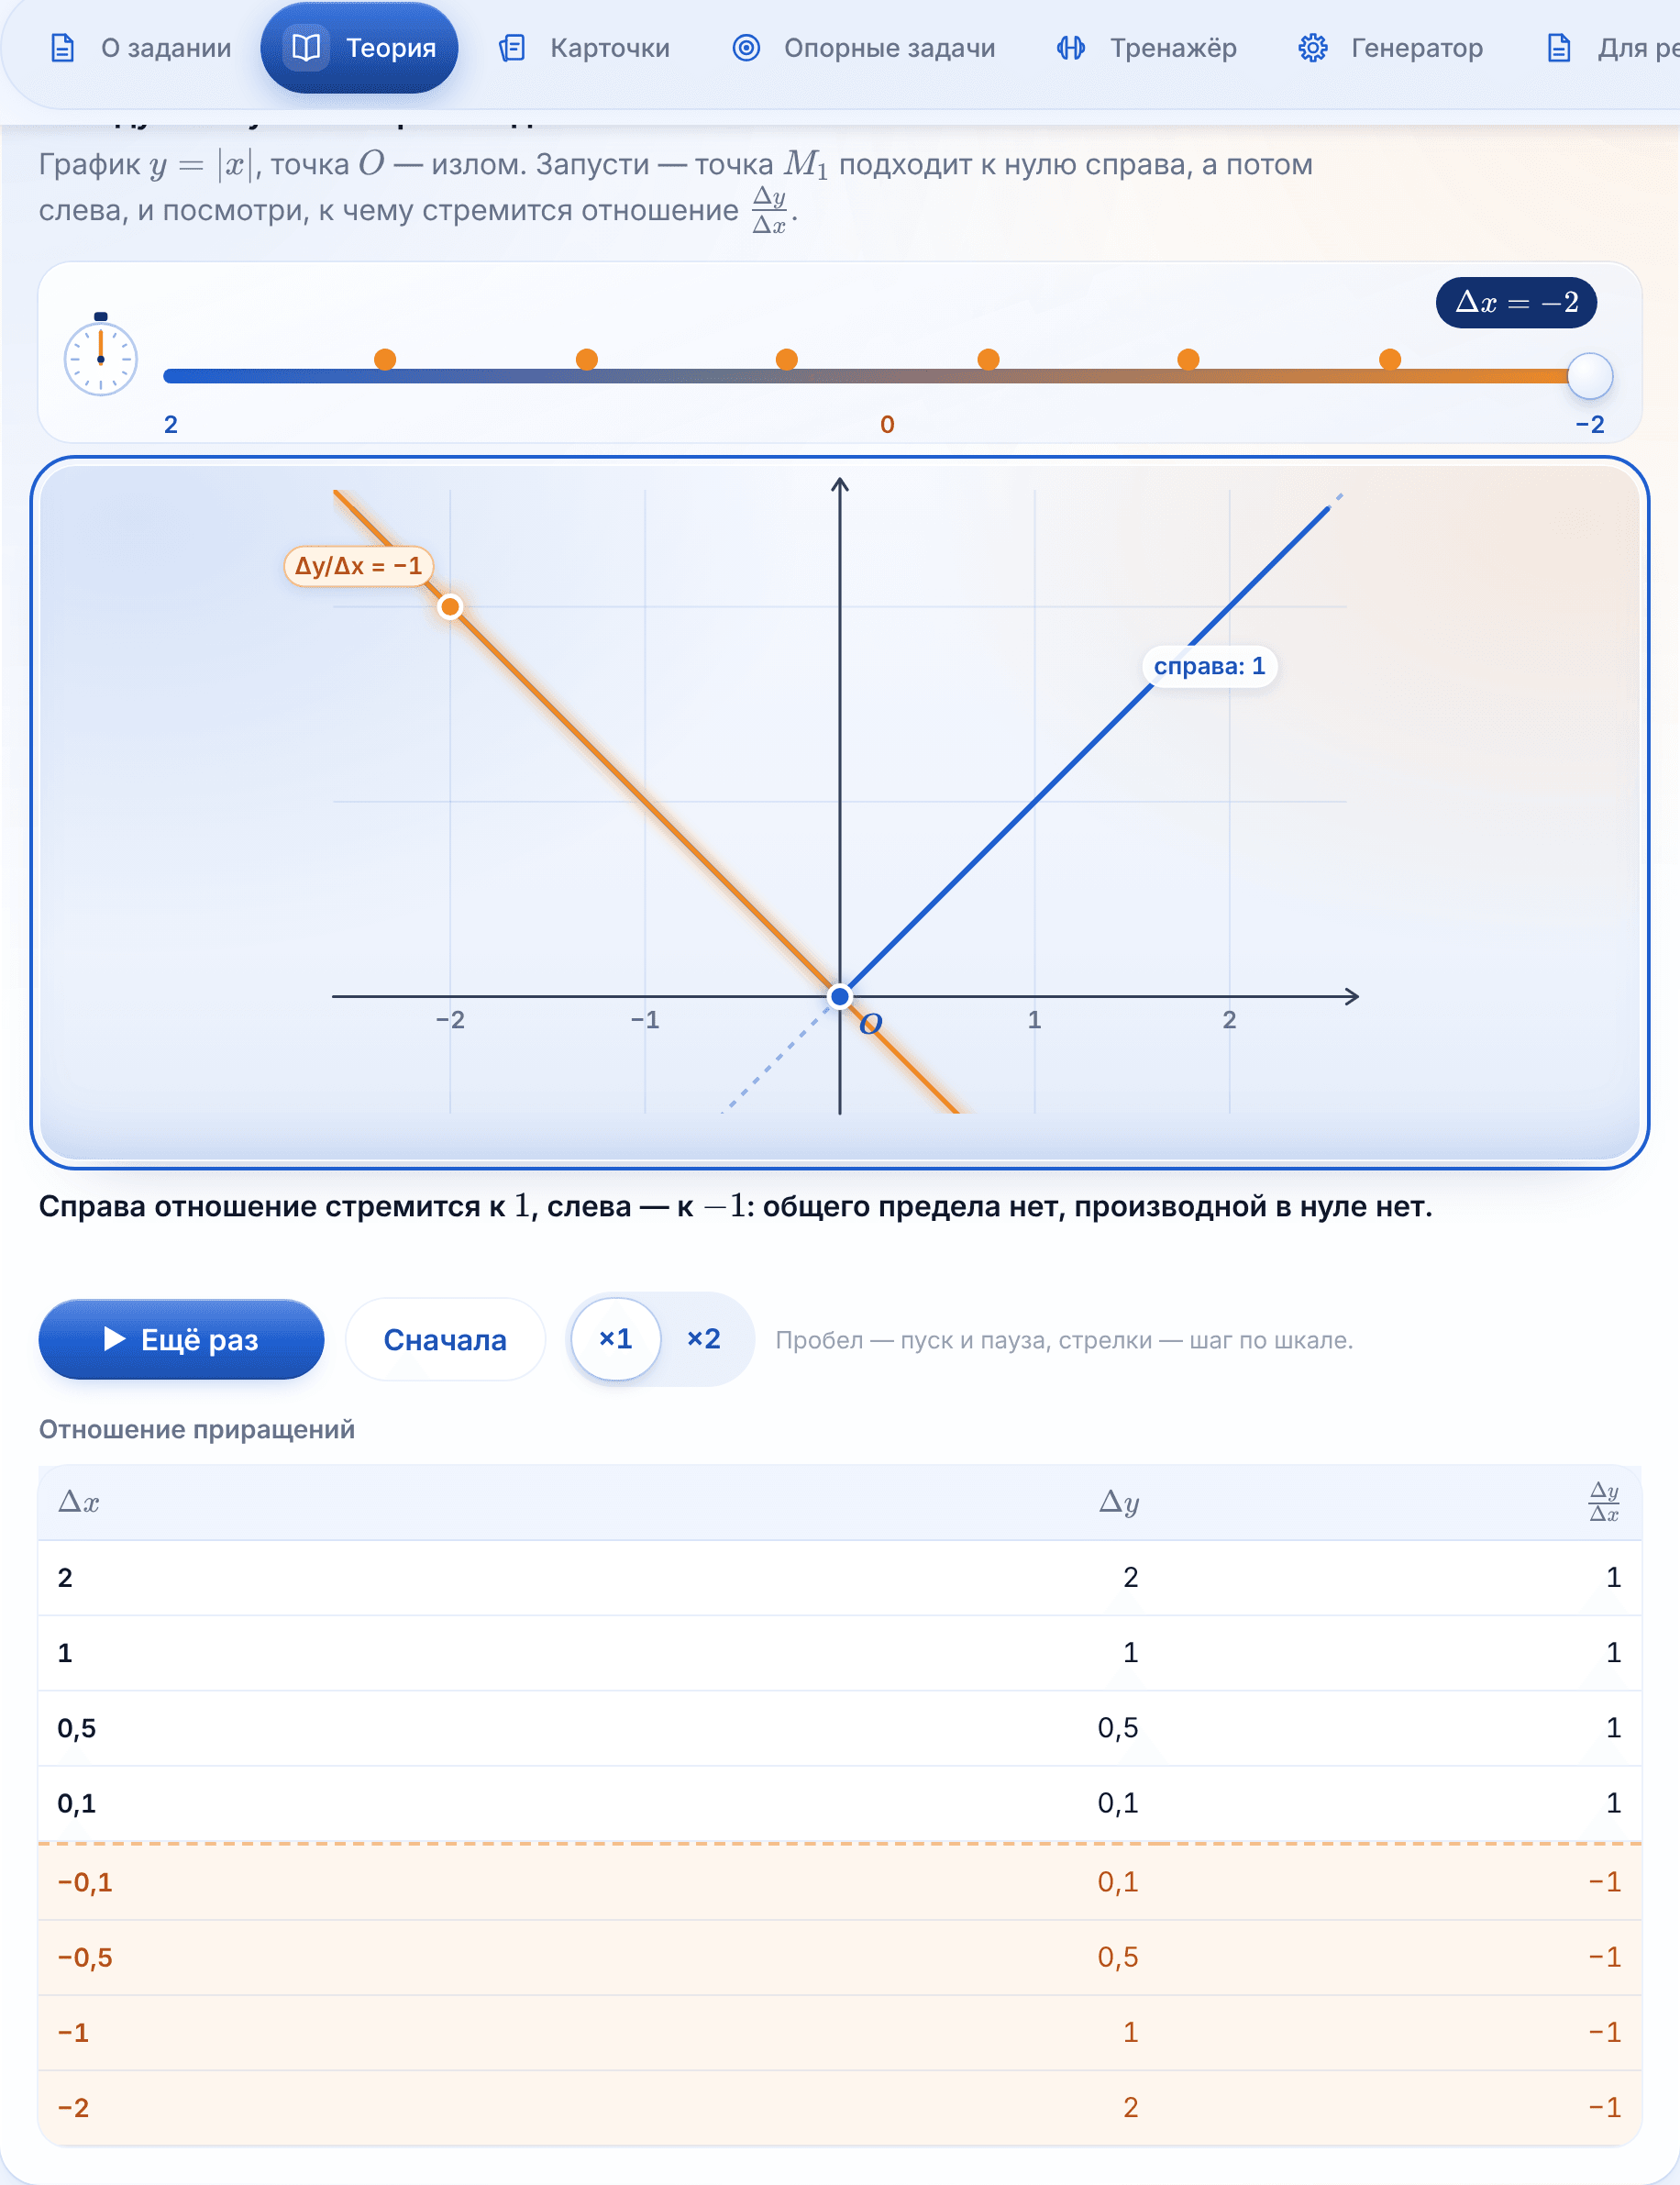 О задании
Теория
Карточки
Опорные задачи
Тренажёр
Генератор
Для ре
График y = |x|, точка O — излом. Запусти — точка M₁ подходит к нулю справа, а потом
слева, и посмотри, к чему стремится отношение Δy/Δx.
Δx = −2
2 0 −2
Δy/Δx = −1
справа: 1
−2 −1 O 1 2
Справа отношение стремится к 1, слева — к −1: общего предела нет, производной в нуле нет.
Ещё раз Сначала ×1 ×2 Пробел — пуск и пауза, стрелки — шаг по шкале.
Отношение приращений
Δx Δy Δy/Δx
2 2 1
1 1 1
0,5 0,5 1
0,1 0,1 1
−0,1 0,1 −1
−0,5 0,5 −1
−1 1 −1
−2 2 −1